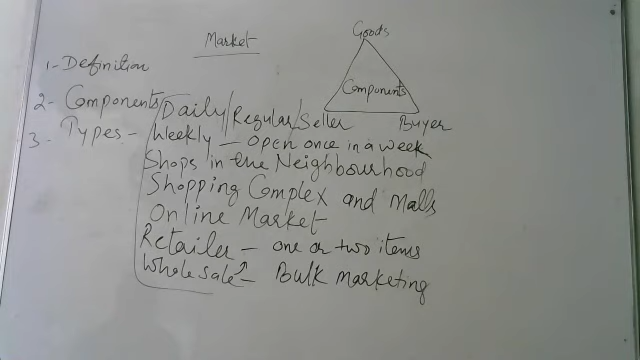 Market
Goods
Components
Seller
Buyer
1- Definition
2- Components
3- Types -
Daily/Regular/
Weekly - open once in a week
Shops in the Neighbourhood
Shopping Complex and Malls
Online Market
Retailer - one or two items
Wholesaler - Bulk marketing